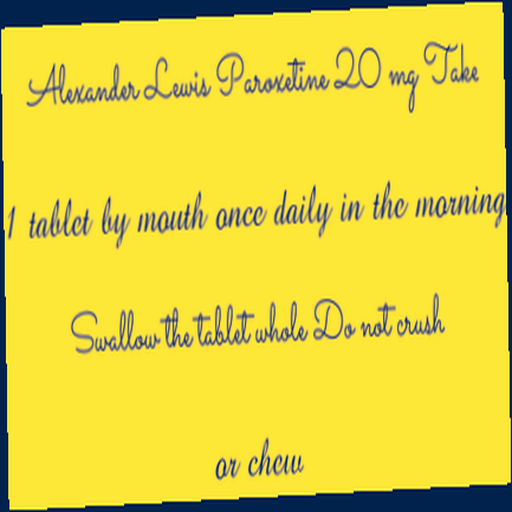 Alexander Lewis Paroxetine 20 mg Take
1 tablet by mouth once daily in the morning
Swallow the tablet whole Do not crush
or chew